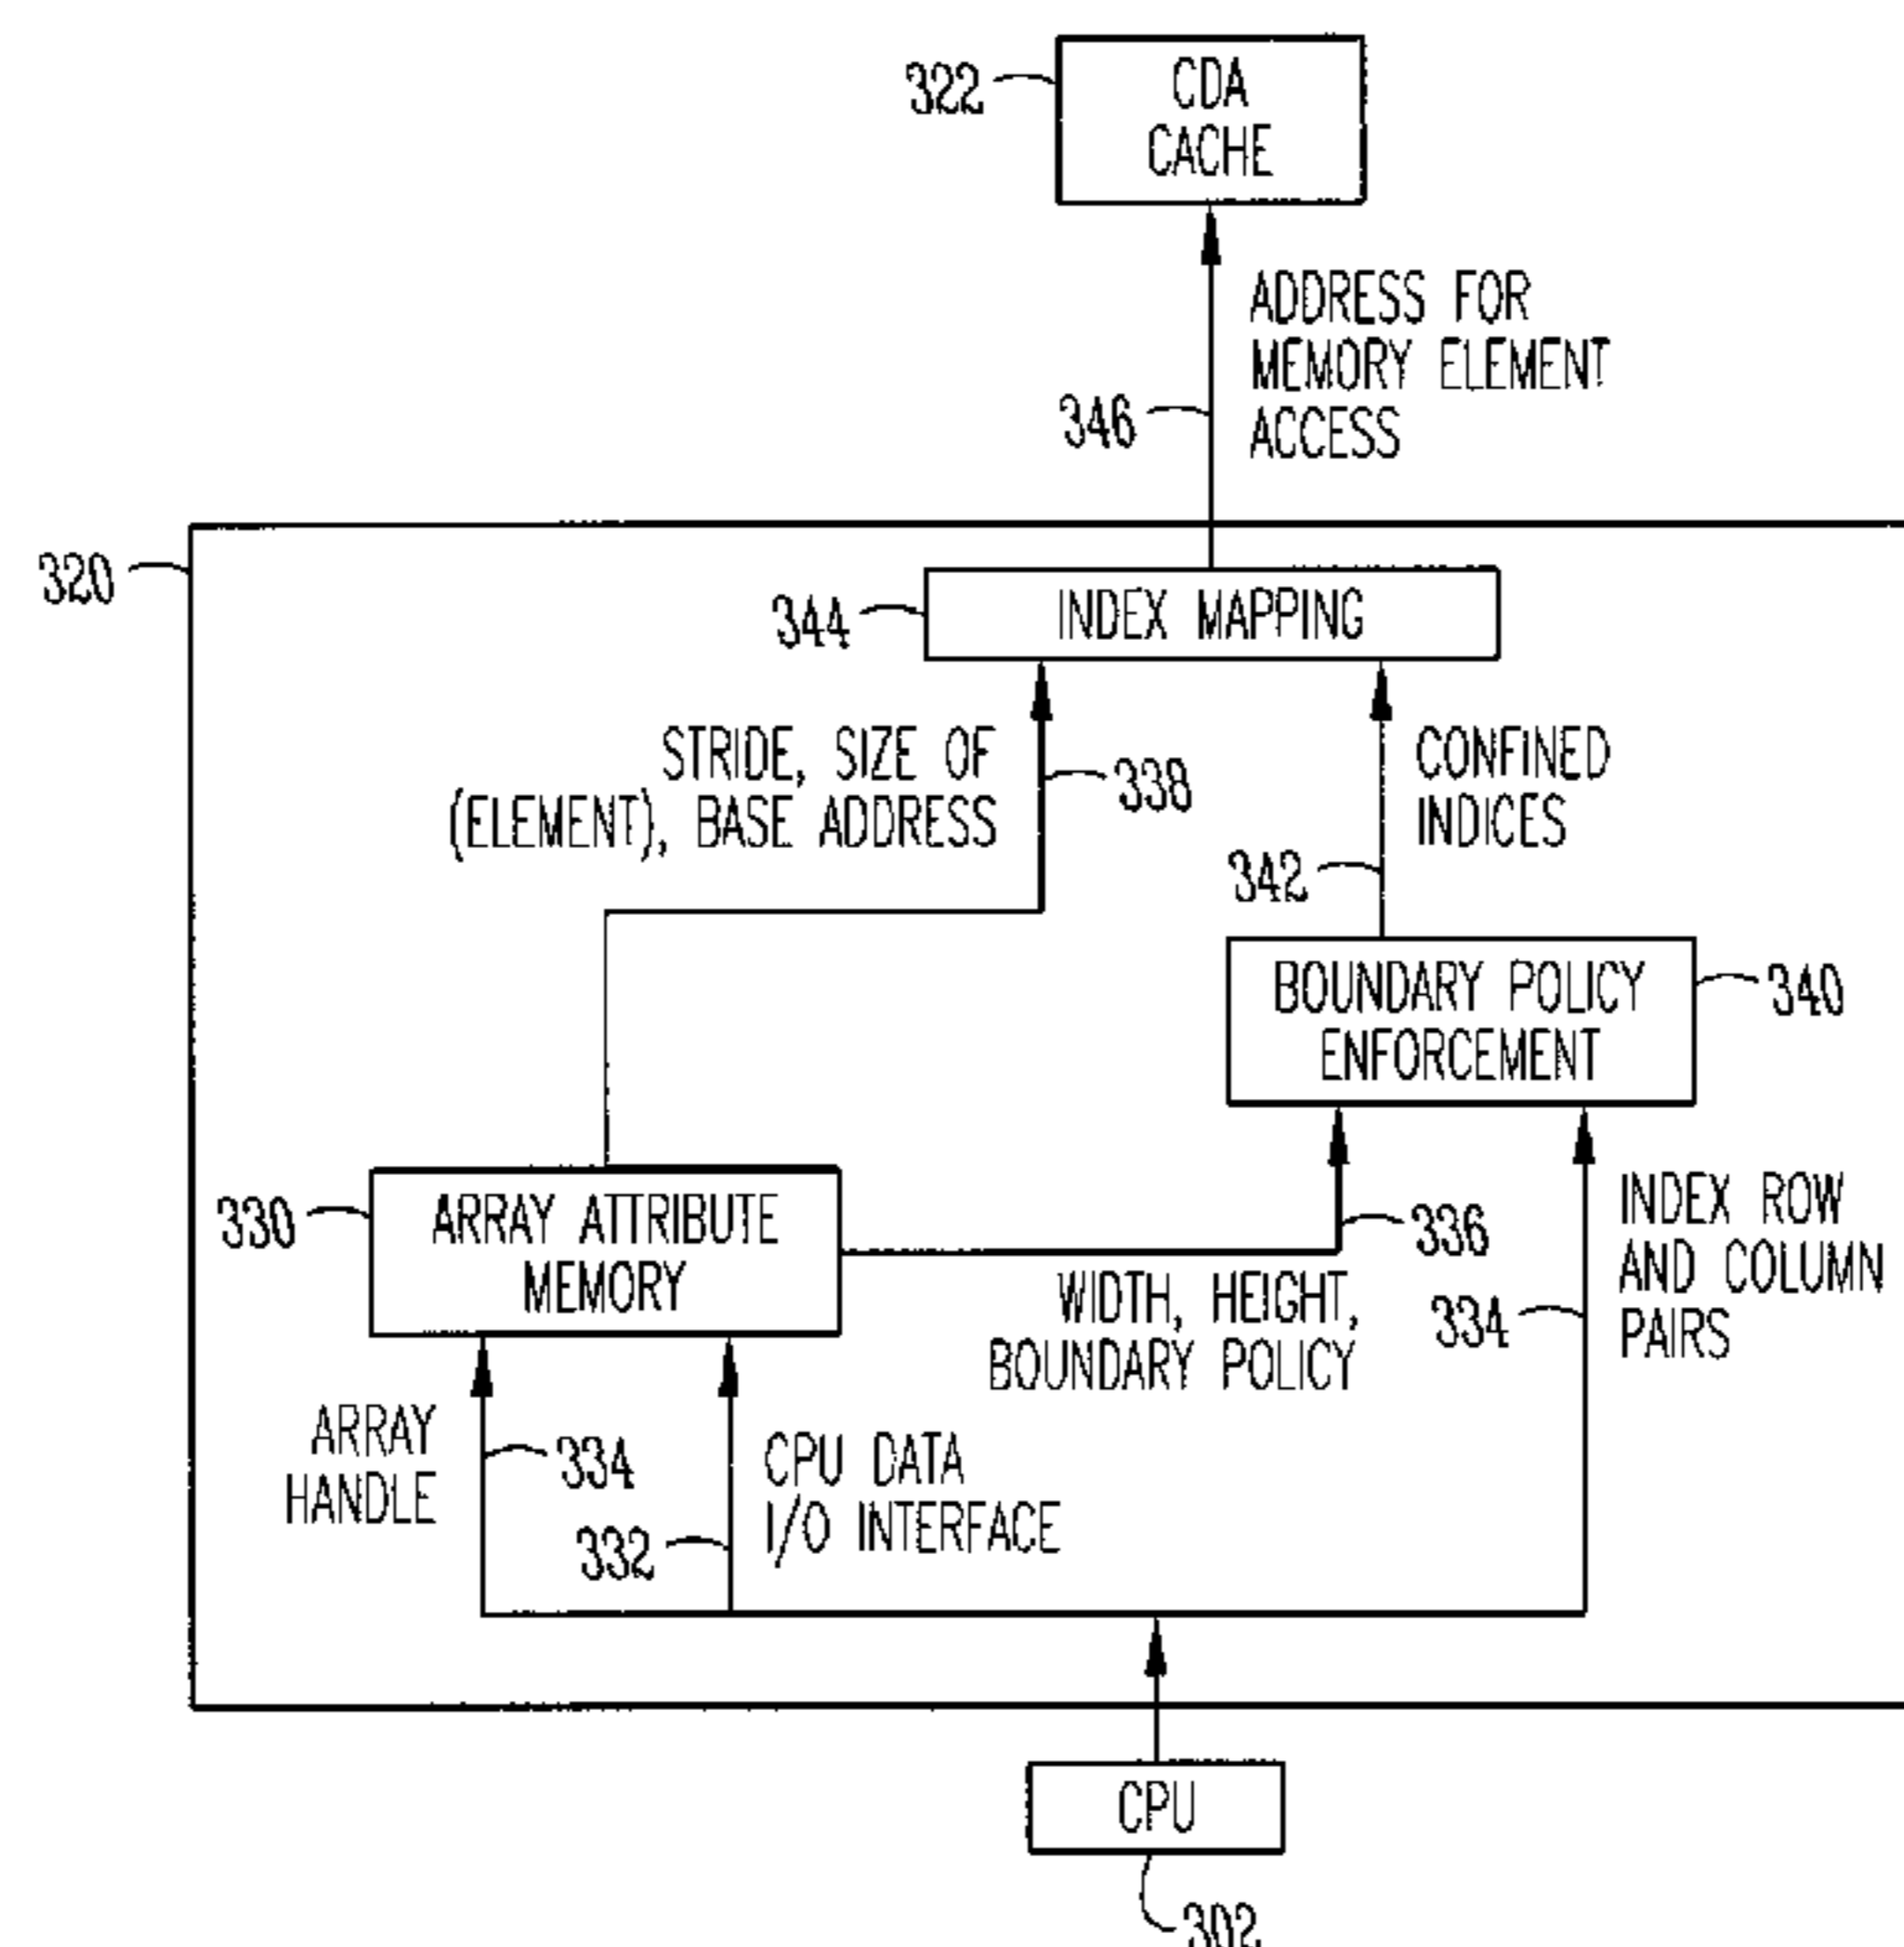 322
CDA
CACHE
ADDRESS FOR
MEMORY ELEMENT
ACCESS
346
320
344
INDEX MAPPING
STRIDE, SIZE OF
(ELEMENT), BASE ADDRESS
338
CONFINED
INDICES
342
BOUNDARY POLICY
ENFORCEMENT
340
330
ARRAY ATTRIBUTE
MEMORY
336
WIDTH, HEIGHT,
BOUNDARY POLICY
334
INDEX ROW
AND COLUMN
PAIRS
ARRAY
HANDLE
334
332
CPU DATA
I/O INTERFACE
CPU
302